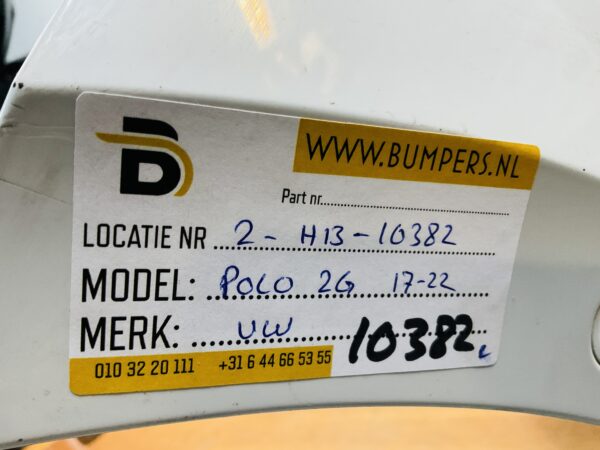 WWW.BUMPERS.NL
Part nr.
LOCATIE NR 2- H13-10382
MODEL: POLO 2G 17-22
MERK: VW 10382
010 32 20 111 +31 6 44 66 53 55